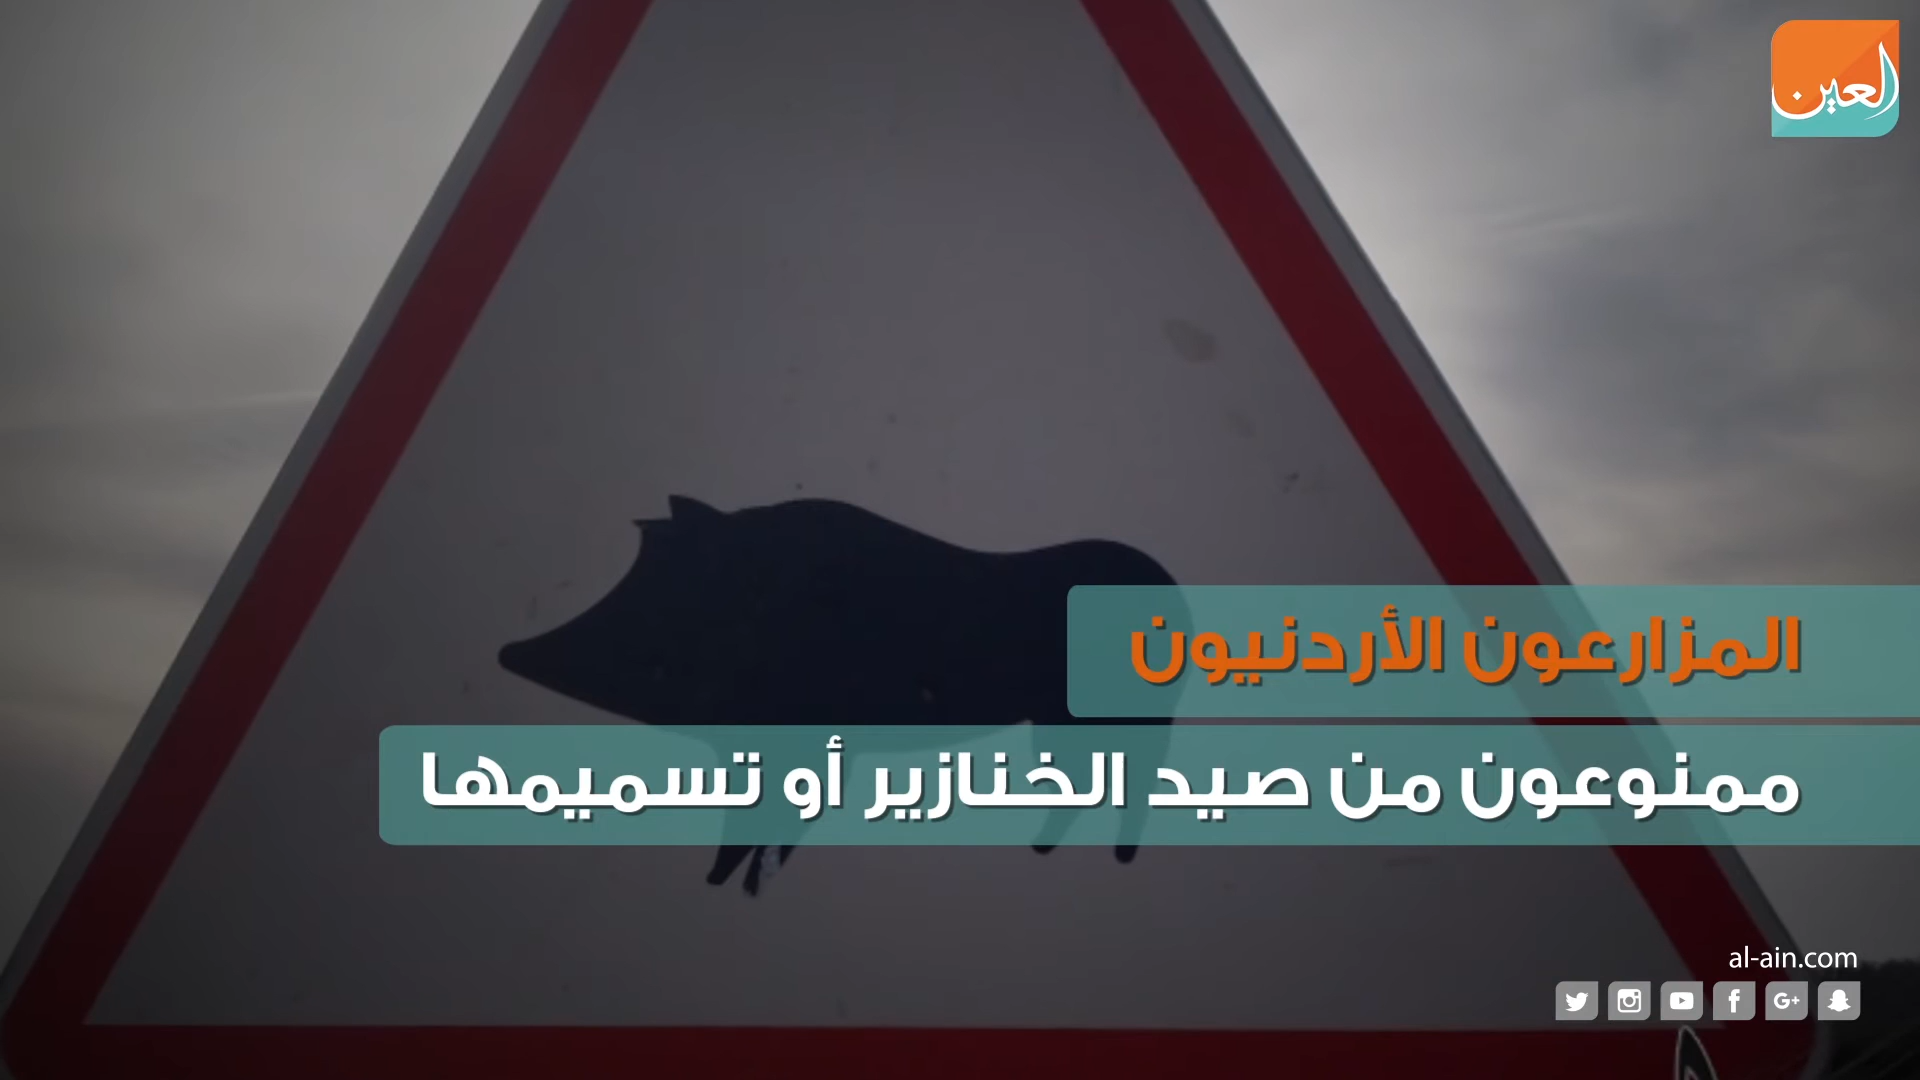 العين
المزارعون الأردنيون
ممنوعون من صيد الخنازير أو تسميمها
al-ain.com